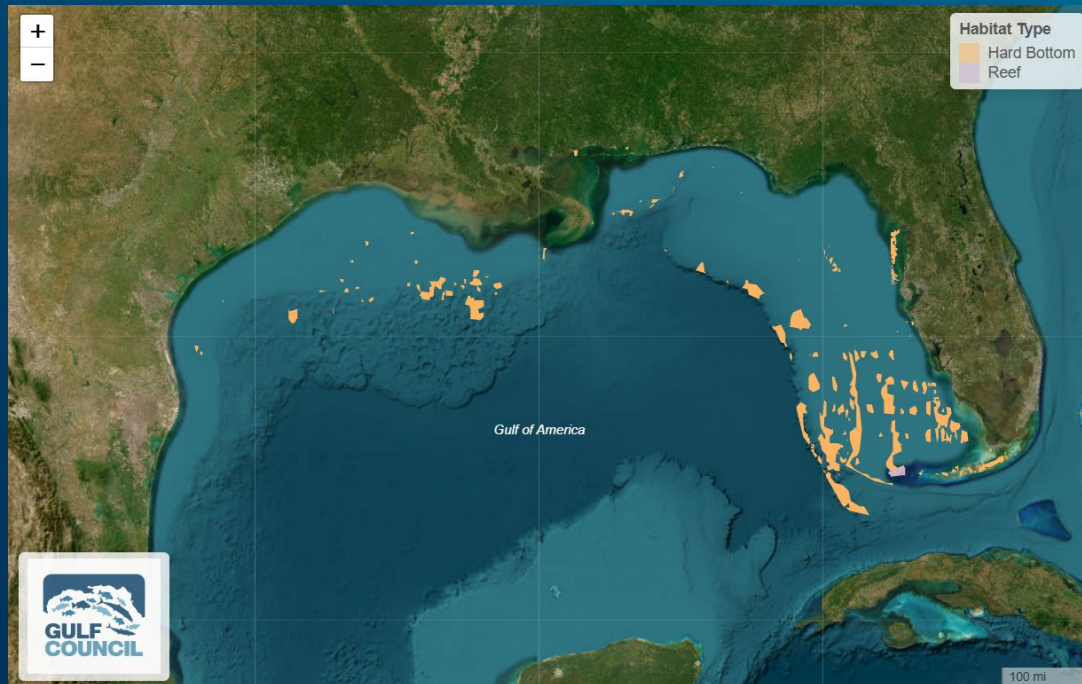 +
−
Habitat Type
Hard Bottom
Reef
Gulf of America
GULF
COUNCIL
100 mi